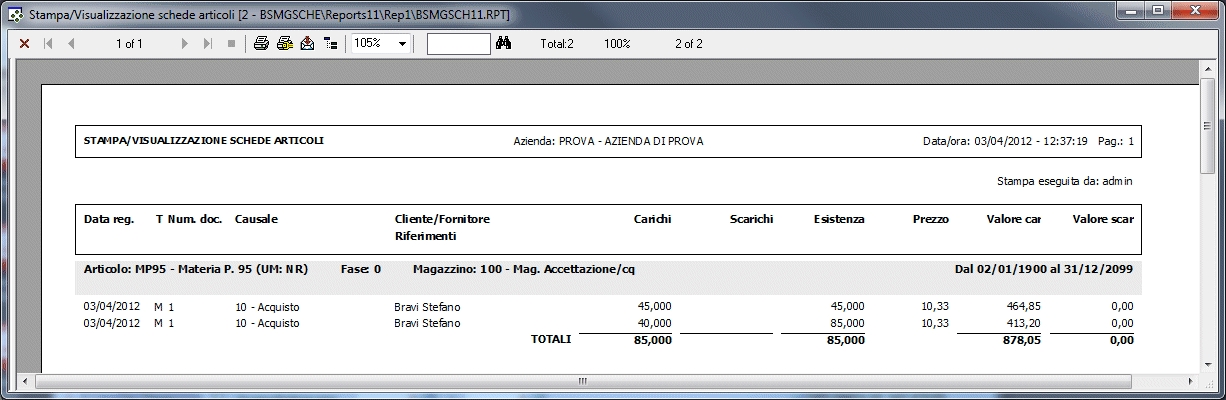 Stampa/Visualizzazione schede articoli [2 - BSMGSCHE\Reports11\Rep1\BSMGSCH11.RPT]
1 of 1 105% Total:2 100% 2 of 2
STAMPA/VISUALIZZAZIONE SCHEDE ARTICOLI Azienda: PROVA - AZIENDA DI PROVA Data/ora: 03/04/2012 - 12:37:19 Pag.: 1
Stampa eseguita da: admin
Data reg. T Num. doc. Causale Cliente/Fornitore Carichi Scarichi Esistenza Prezzo Valore car Valore scar
Riferimenti
Articolo: MP95 - Materia P. 95 (UM: NR) Fase: 0 Magazzino: 100 - Mag. Accettazione/cq Dal 02/01/1900 al 31/12/2099
03/04/2012 M 1 10 - Acquisto Bravi Stefano 45,000 45,000 10,33 464,85 0,00
03/04/2012 M 1 10 - Acquisto Bravi Stefano 40,000 85,000 10,33 413,20 0,00
TOTALI 85,000 85,000 878,05 0,00